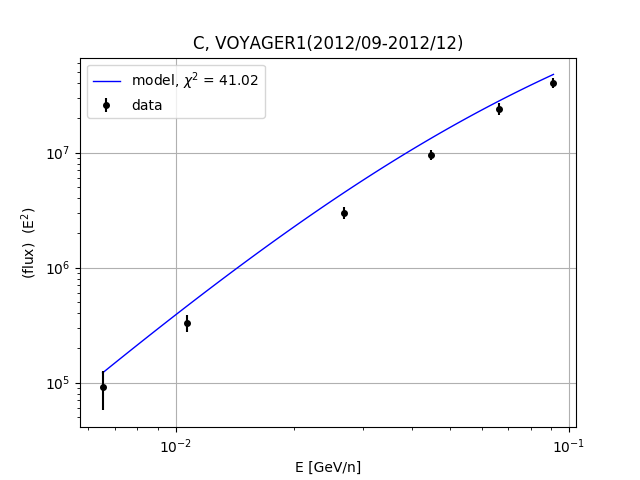 C, VOYAGER1(2012/09-2012/12)
model, χ² = 41.02
data
(flux) (E²)
10⁷
10⁶
10⁵
10⁻²
10⁻¹
E [GeV/n]